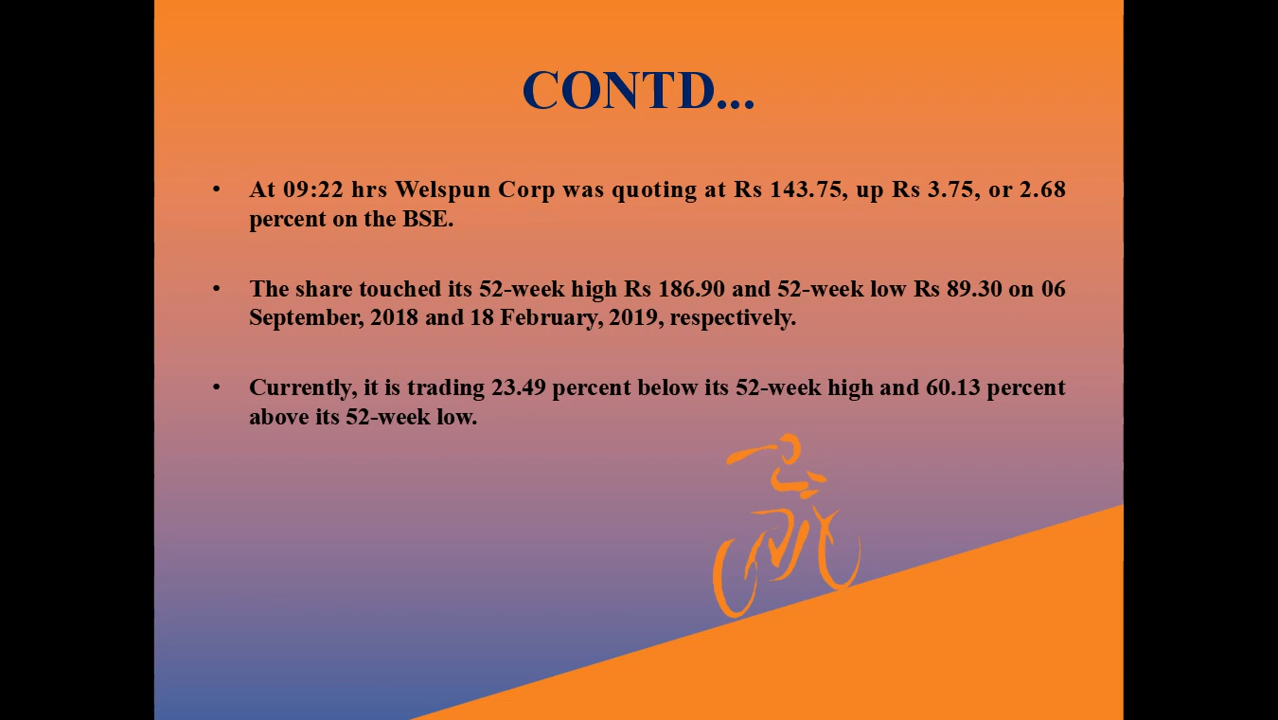 CONTD...
• At 09:22 hrs Welspun Corp was quoting at Rs 143.75, up Rs 3.75, or 2.68
percent on the BSE.
• The share touched its 52-week high Rs 186.90 and 52-week low Rs 89.30 on 06
September, 2018 and 18 February, 2019, respectively.
• Currently, it is trading 23.49 percent below its 52-week high and 60.13 percent
above its 52-week low.